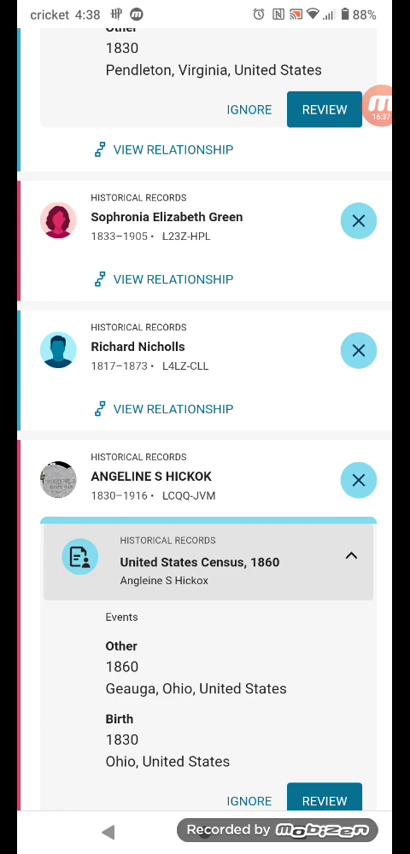 cricket 4:38 88%
Other
1830
Pendleton, Virginia, United States
IGNORE REVIEW
16:37
VIEW RELATIONSHIP
HISTORICAL RECORDS
Sophronia Elizabeth Green
1833–1905 • L23Z-HPL
VIEW RELATIONSHIP
HISTORICAL RECORDS
Richard Nicholls
1817–1873 • L4LZ-CLL
VIEW RELATIONSHIP
HISTORICAL RECORDS
ANGELINE S HICKOK
1830–1916 • LCQQ-JVM
HISTORICAL RECORDS
United States Census, 1860
Angleine S Hickox
Events
Other
1860
Geauga, Ohio, United States
Birth
1830
Ohio, United States
IGNORE REVIEW
Recorded by mobizen